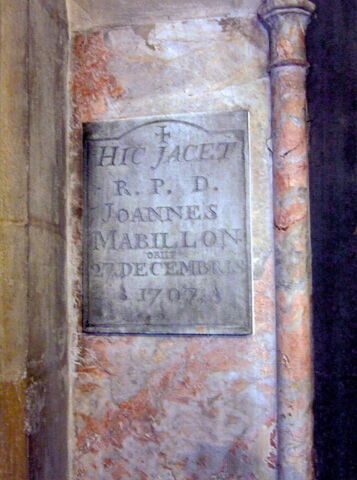 HIC JACET
R. P. D.
JOANNES
MABILLON
OBIIT
27 DECEMBRIS
1707